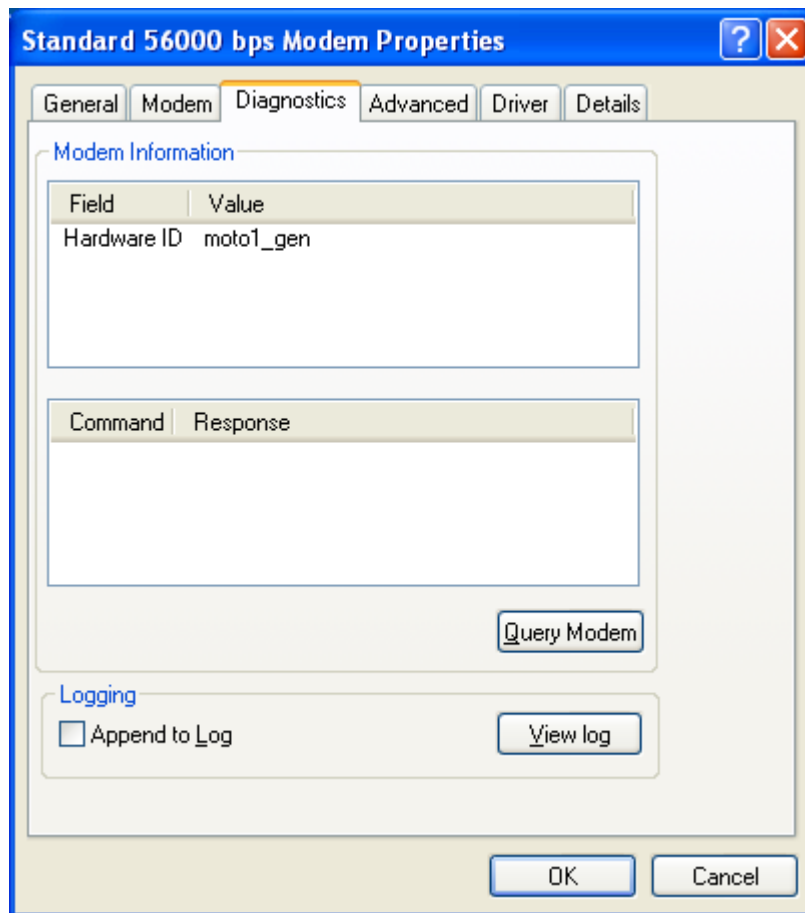 Standard 56000 bps Modem Properties
General Modem Diagnostics Advanced Driver Details
Modem Information
Field Value
Hardware ID moto1_gen
Command Response
Query Modem
Logging
Append to Log View log
OK Cancel